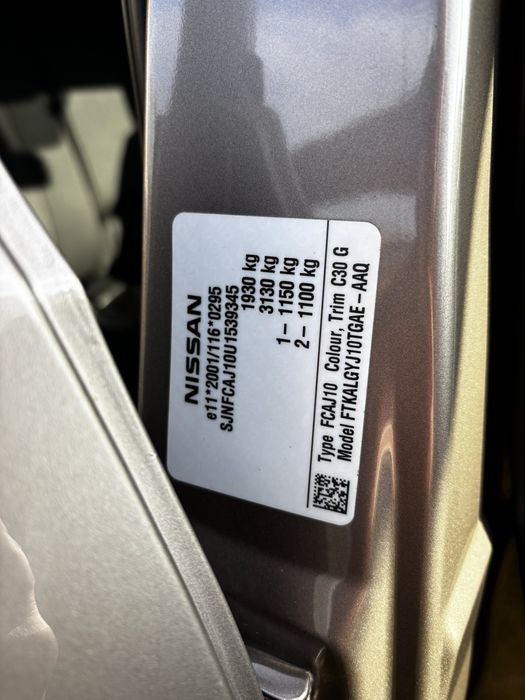 NISSAN
e11*2001/116*0295
SJNFCAJ10U1539345
1930 kg
3130 kg
1 – 1150 kg
2 – 1100 kg
Type FCAJ10 Colour, Trim C30 G
Model FTKALGYJ10TGAE – AAQ